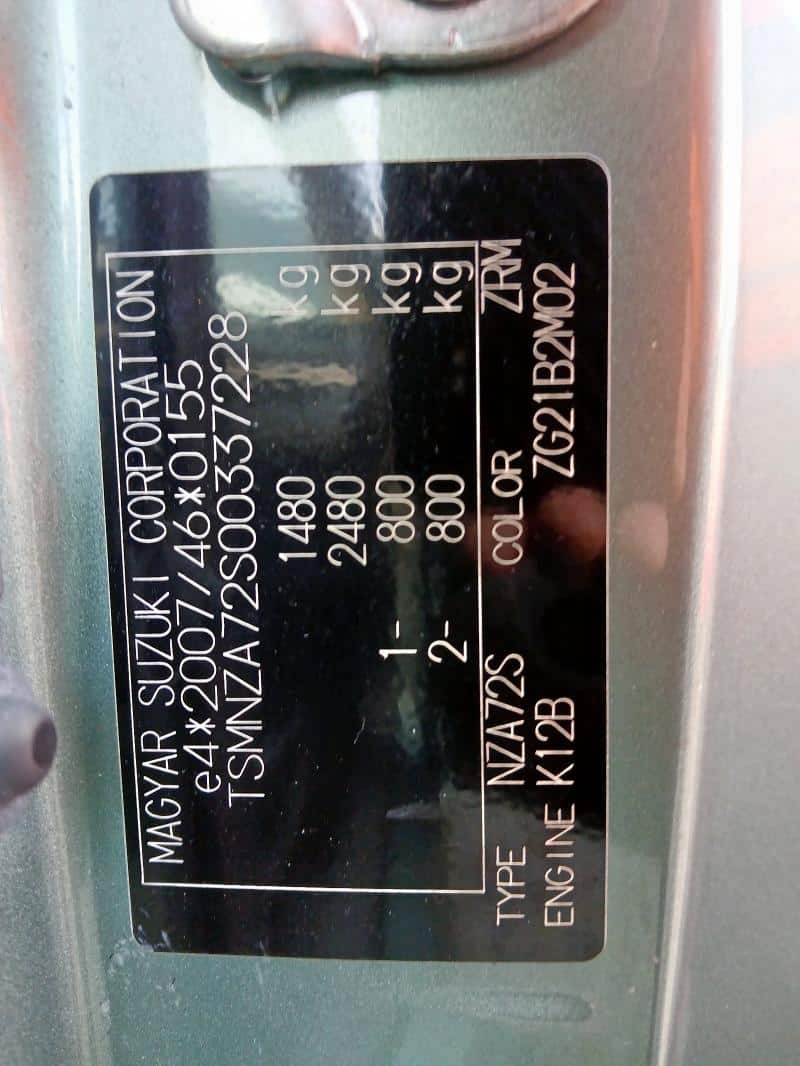 MAGYAR SUZUKI CORPORATION
e4*2007/46*0155
TSMNZA72S00337228
1480 kg
2480 kg
1- 800 kg
2- 800 kg
TYPE NZA72S COLOR ZRM
ENGINE K12B ZG21B2M02